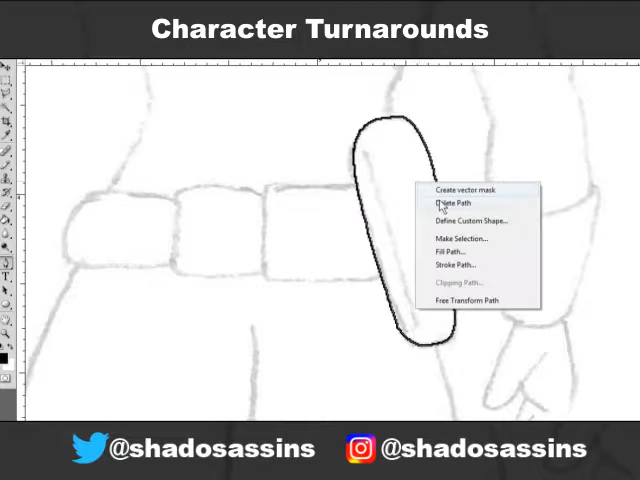 Character Turnarounds
Create vector mask
Delete Path
Define Custom Shape...
Make Selection...
Fill Path...
Stroke Path...
Clipping Path...
Free Transform Path
@shadosassins @shadosassins